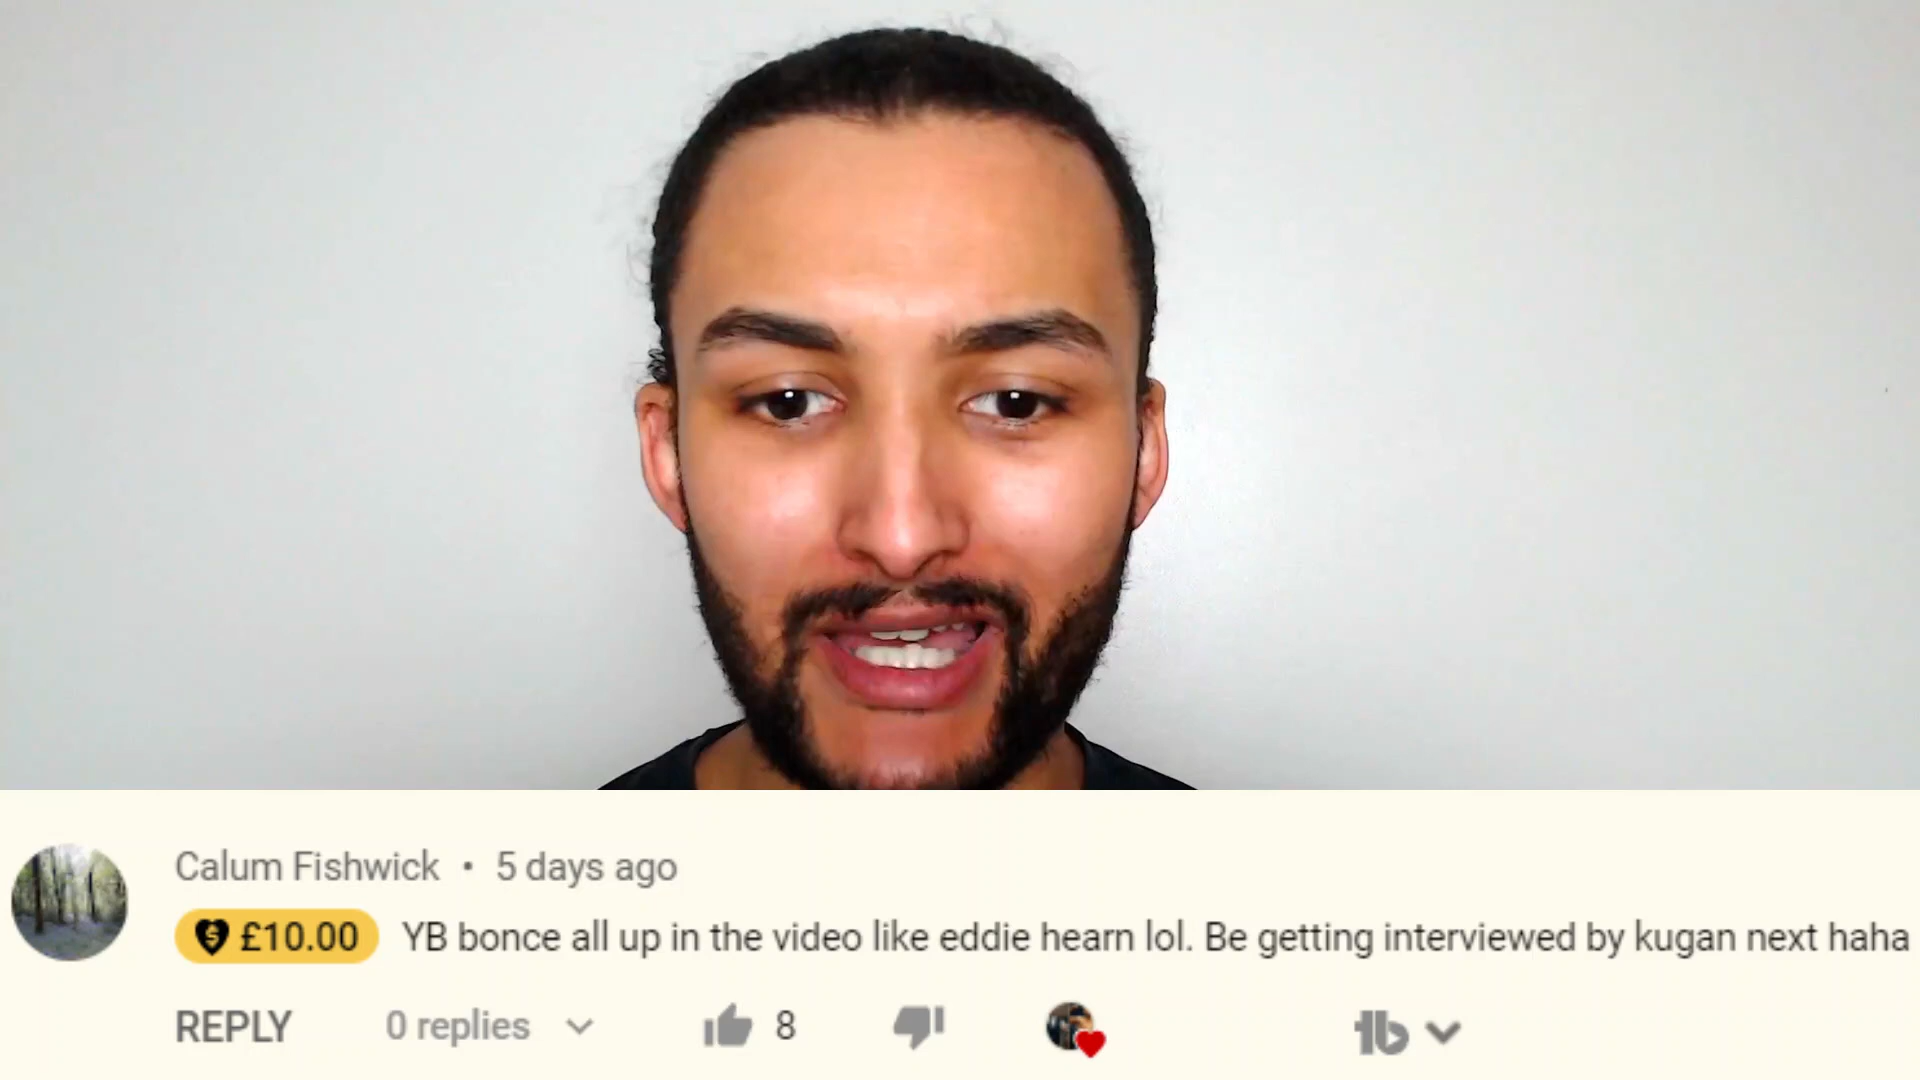 Calum Fishwick • 5 days ago
£10.00 YB bonce all up in the video like eddie hearn lol. Be getting interviewed by kugan next haha
REPLY 0 replies 8 tb